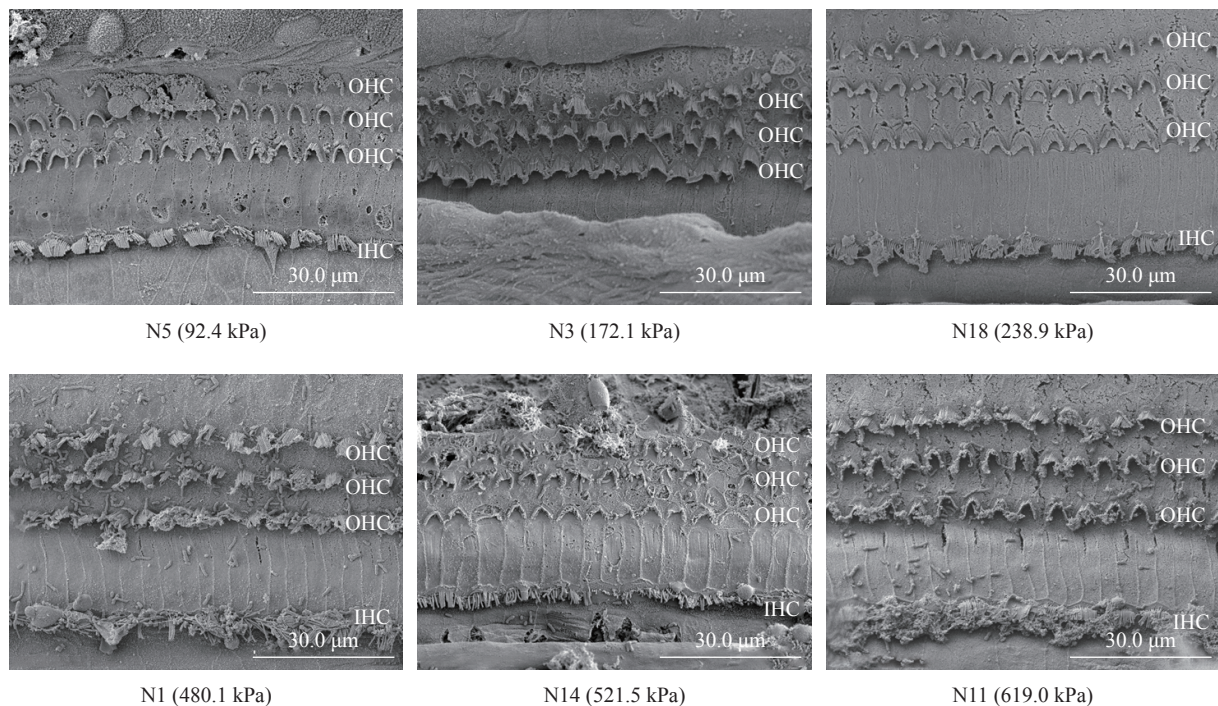 OHC
OHC
OHC
IHC
30.0 μm
N5 (92.4 kPa)
OHC
OHC
OHC
30.0 μm
N3 (172.1 kPa)
OHC
OHC
OHC
IHC
30.0 μm
N18 (238.9 kPa)
OHC
OHC
OHC
IHC
30.0 μm
N1 (480.1 kPa)
OHC
OHC
OHC
IHC
30.0 μm
N14 (521.5 kPa)
OHC
OHC
OHC
IHC
30.0 μm
N11 (619.0 kPa)